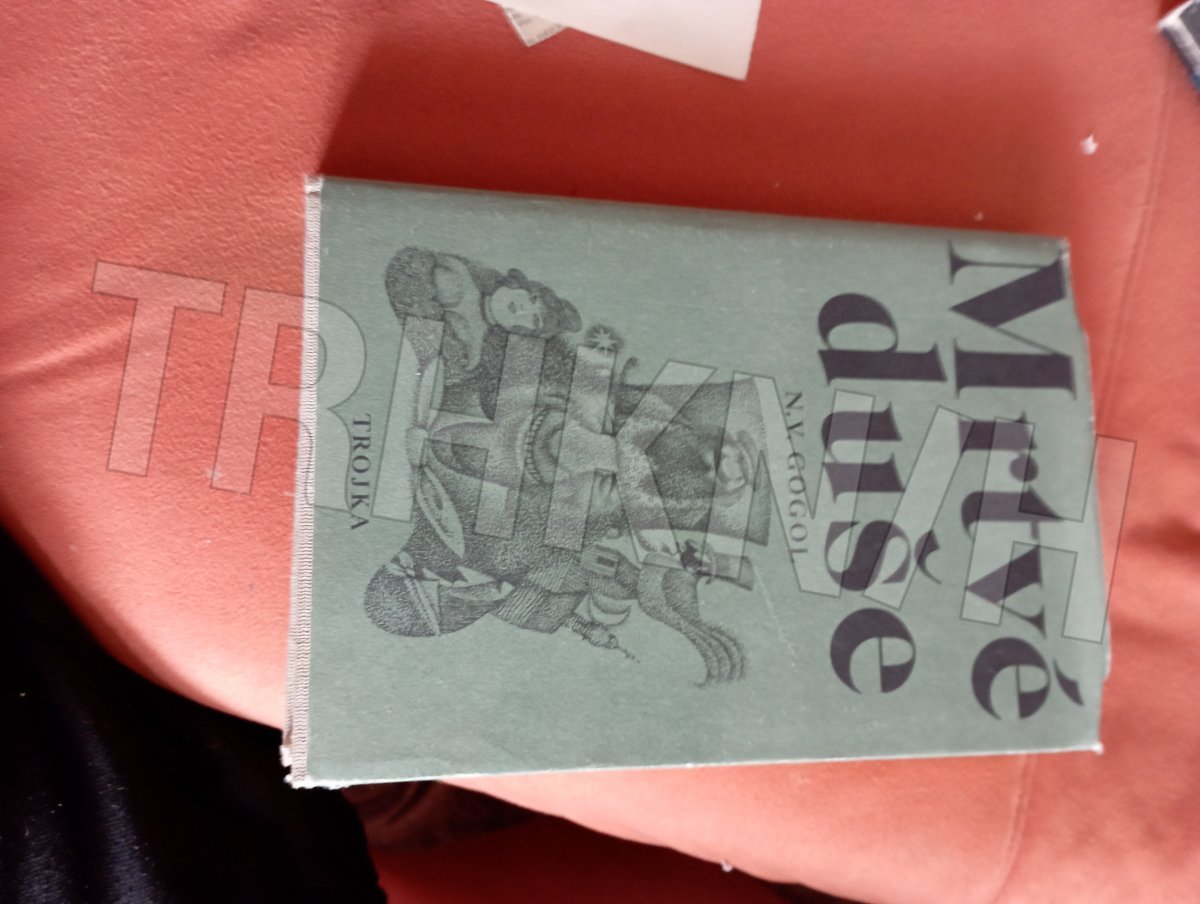 Mrtvé
duše
N. V. GOGOL
TROJKA
TRHKNIH